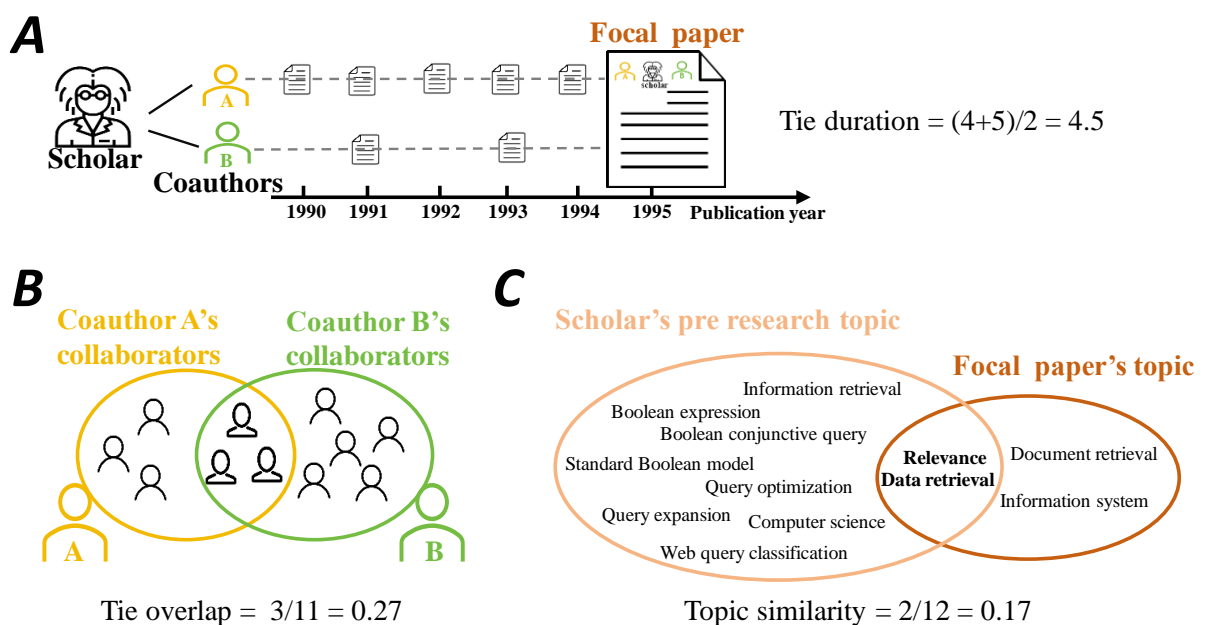 A
Focal paper
A
scholar
B
A
Scholar
B
Coauthors
Tie duration = (4+5)/2 = 4.5
1990 1991 1992 1993 1994 1995 Publication year
B
Coauthor A's
collaborators
Coauthor B's
collaborators
A
B
Tie overlap = 3/11 = 0.27
C
Scholar's pre research topic
Focal paper's topic
Information retrieval
Boolean expression
Boolean conjunctive query
Standard Boolean model
Query optimization
Query expansion
Computer science
Web query classification
Relevance
Data retrieval
Document retrieval
Information system
Topic similarity = 2/12 = 0.17